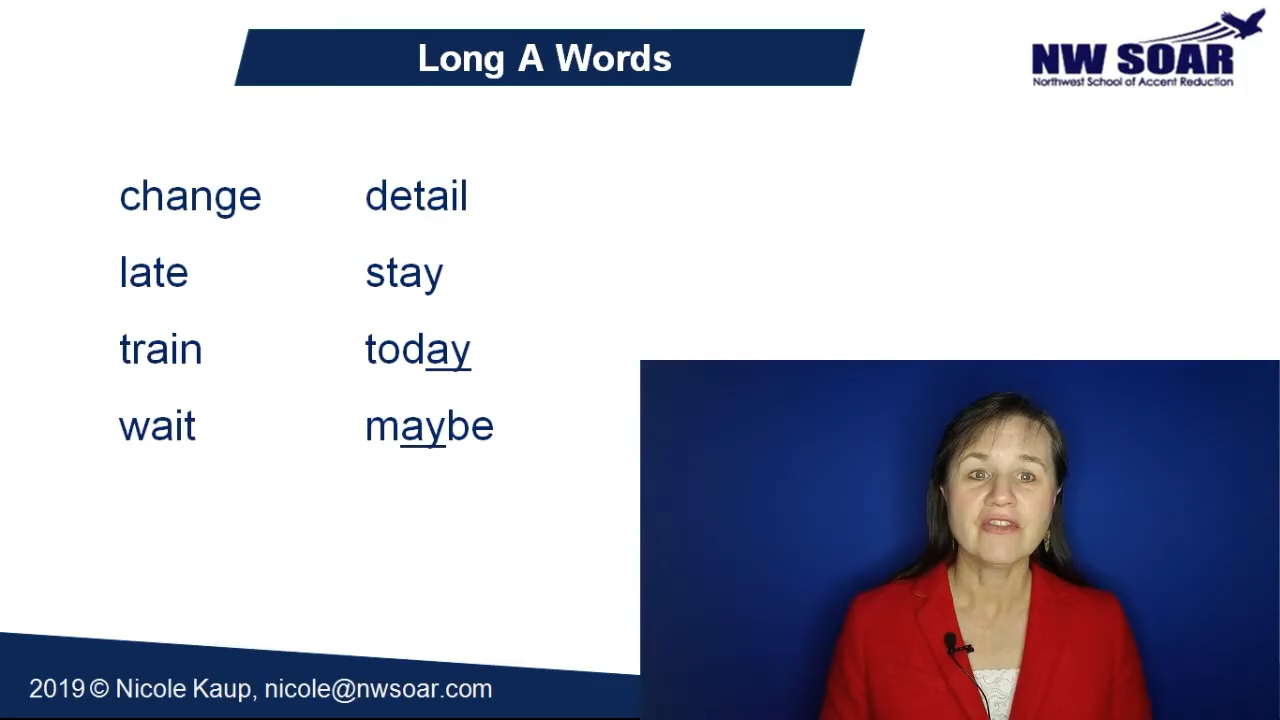 Long A Words
NW SOAR
Northwest School of Accent Reduction
change
late
train
wait
detail
stay
today
maybe
2019 © Nicole Kaup, nicole@nwsoar.com